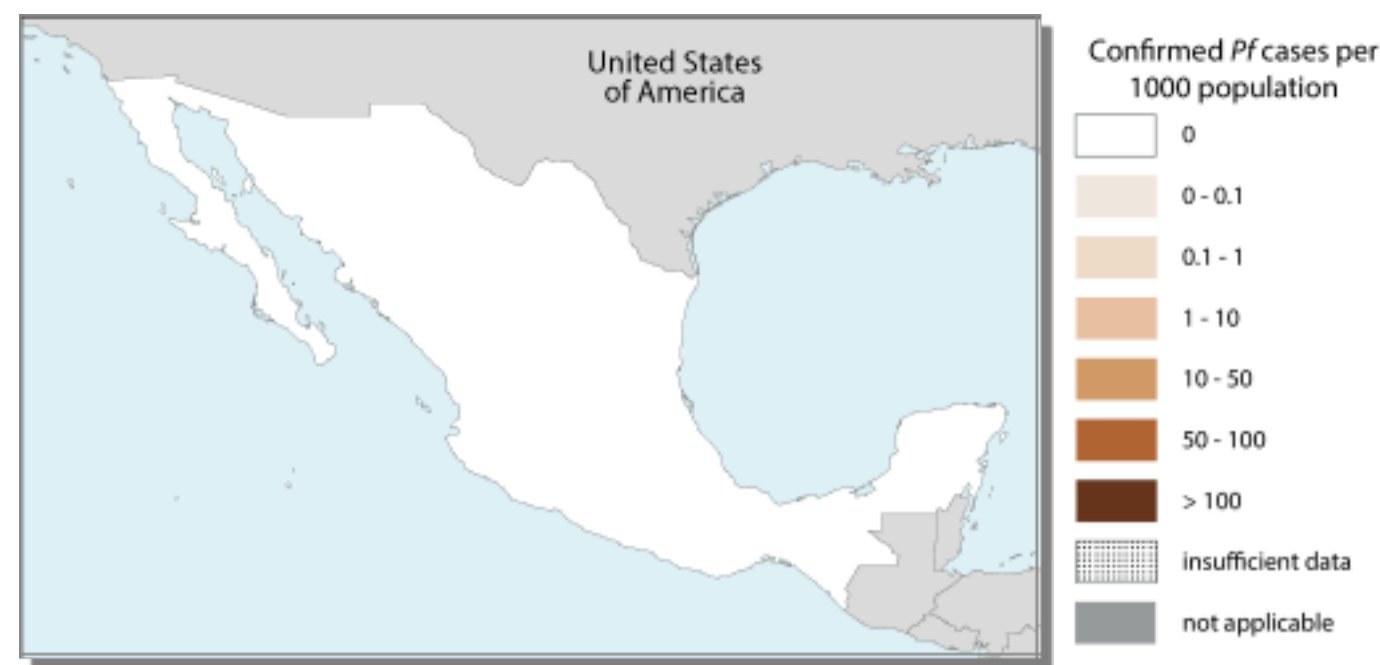 United States
of America
Confirmed Pf cases per
1000 population
0
0 - 0.1
0.1 - 1
1 - 10
10 - 50
50 - 100
> 100
insufficient data
not applicable